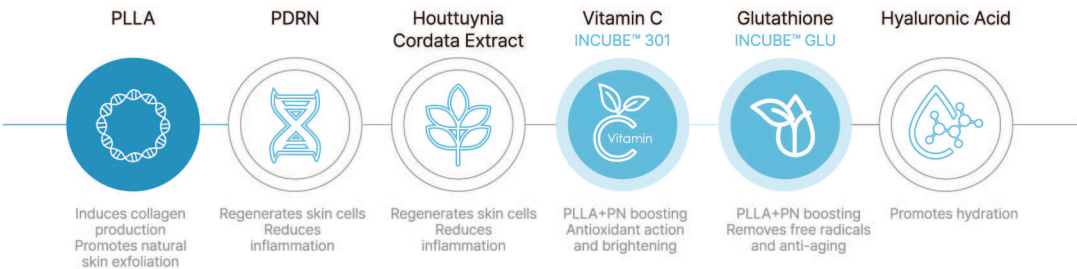 PLLA
Induces collagen
production
Promotes natural
skin exfoliation
PDRN
Regenerates skin cells
Reduces
inflammation
Houttuynia
Cordata Extract
Regenerates skin cells
Reduces
inflammation
Vitamin C
INCUBE™ 301
Vitamin
PLLA+PN boosting
Antioxidant action
and brightening
Glutathione
INCUBE™ GLU
PLLA+PN boosting
Removes free radicals
and anti-aging
Hyaluronic Acid
Promotes hydration